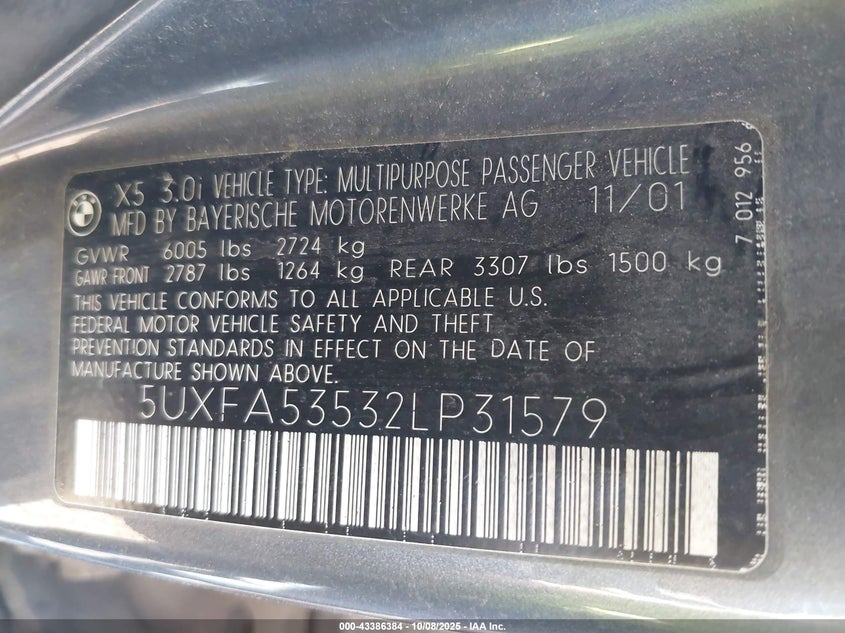 X5 3.0i VEHICLE TYPE: MULTIPURPOSE PASSENGER VEHICLE
MFD BY BAYERISCHE MOTORENWERKE AG 11/01
GVWR 6005 lbs 2724 kg
GAWR FRONT 2787 lbs 1264 kg REAR 3307 lbs 1500 kg
THIS VEHICLE CONFORMS TO ALL APPLICABLE U.S.
FEDERAL MOTOR VEHICLE SAFETY AND THEFT
PREVENTION STANDARDS IN EFFECT ON THE DATE OF
MANUFACTURE SHOWN ABOVE.
5UXFA53532LP31579
7 012 956
000-43386384 - 10/08/2025 - © IAA Inc.